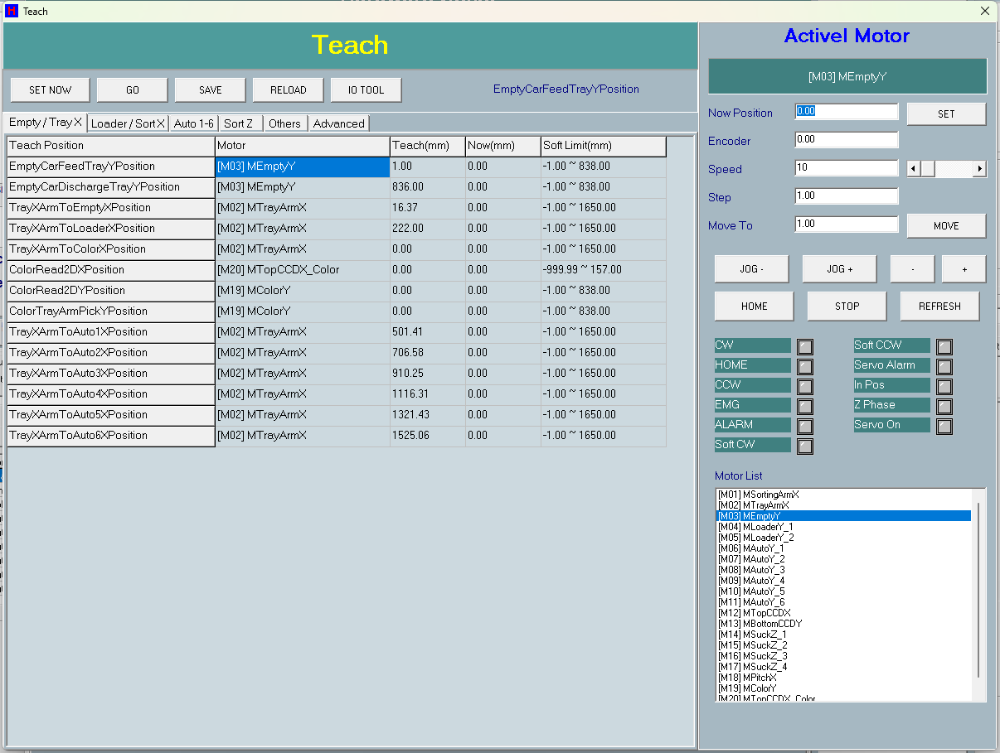 Teach
Teach
SET NOW GO SAVE RELOAD IO TOOL EmptyCarFeedTrayYPosition
Empty / Tray X Loader / Sort X Auto 1-6 Sort Z Others Advanced
Teach Position Motor Teach(mm) Now(mm) Soft Limit(mm)
EmptyCarFeedTrayYPosition [M03] MEmptyY 1.00 0.00 -1.00 ~ 838.00
EmptyCarDischargeTrayYPosition [M03] MEmptyY 836.00 0.00 -1.00 ~ 838.00
TrayXArmToEmptyXPosition [M02] MTrayArmX 16.37 0.00 -1.00 ~ 1650.00
TrayXArmToLoaderXPosition [M02] MTrayArmX 222.00 0.00 -1.00 ~ 1650.00
TrayXArmToColorXPosition [M02] MTrayArmX 0.00 0.00 -1.00 ~ 1650.00
ColorRead2DXPosition [M20] MTopCCDX_Color 0.00 0.00 -999.99 ~ 157.00
ColorRead2DYPosition [M19] MColorY 0.00 0.00 -1.00 ~ 838.00
ColorTrayArmPickYPosition [M19] MColorY 0.00 0.00 -1.00 ~ 838.00
TrayXArmToAuto1XPosition [M02] MTrayArmX 501.41 0.00 -1.00 ~ 1650.00
TrayXArmToAuto2XPosition [M02] MTrayArmX 706.58 0.00 -1.00 ~ 1650.00
TrayXArmToAuto3XPosition [M02] MTrayArmX 910.25 0.00 -1.00 ~ 1650.00
TrayXArmToAuto4XPosition [M02] MTrayArmX 1116.31 0.00 -1.00 ~ 1650.00
TrayXArmToAuto5XPosition [M02] MTrayArmX 1321.43 0.00 -1.00 ~ 1650.00
TrayXArmToAuto6XPosition [M02] MTrayArmX 1525.06 0.00 -1.00 ~ 1650.00
Activel Motor
[M03] MEmptyY
Now Position 0.00 SET
Encoder 0.00
Speed 10
Step 1.00
Move To 1.00 MOVE
JOG - JOG + - +
HOME STOP REFRESH
CW Soft CCW
HOME Servo Alarm
CCW In Pos
EMG Z Phase
ALARM Servo On
Soft CW
Motor List
[M01] MSortingArmX
[M02] MTrayArmX
[M03] MEmptyY
[M04] MLoaderY_1
[M05] MLoaderY_2
[M06] MAutoY_1
[M07] MAutoY_2
[M08] MAutoY_3
[M09] MAutoY_4
[M10] MAutoY_5
[M11] MAutoY_6
[M12] MTopCCDX
[M13] MBottomCCDY
[M14] MSuckZ_1
[M15] MSuckZ_2
[M16] MSuckZ_3
[M17] MSuckZ_4
[M18] MPitchX
[M19] MColorY
[M20] MTopCCDX_Color